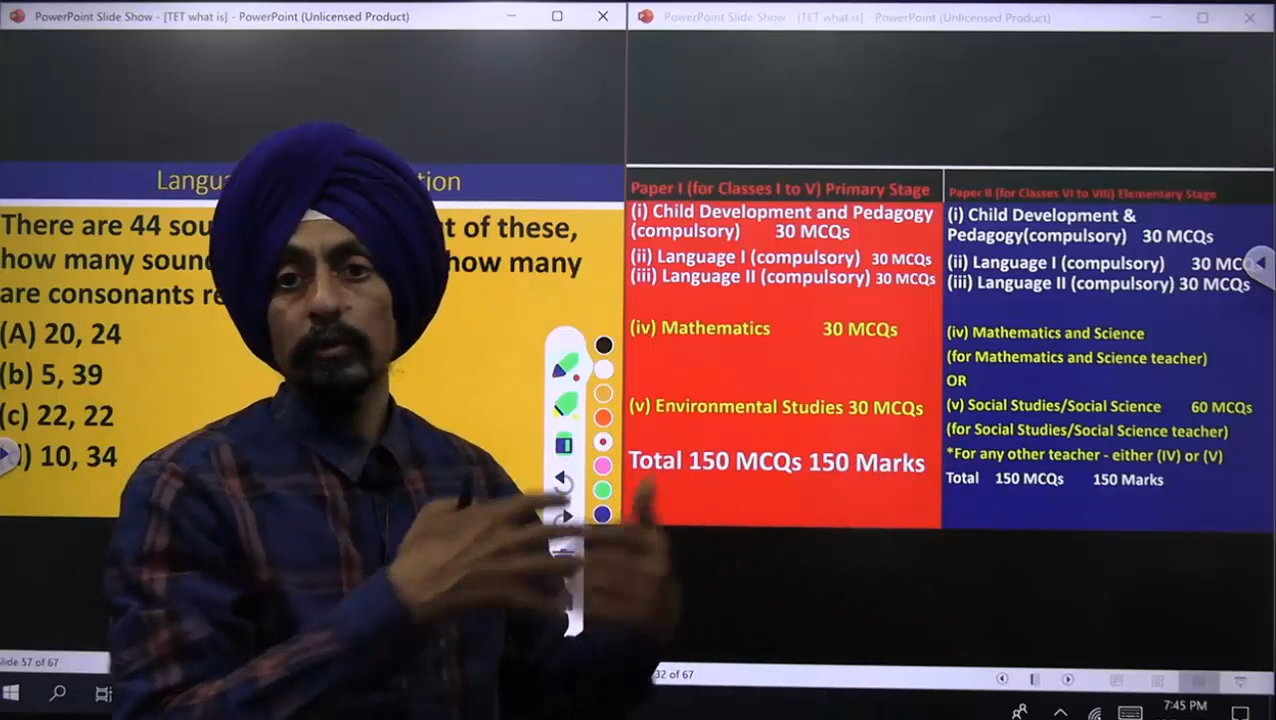 PowerPoint Slide Show - [TET what is] - PowerPoint (Unlicensed Product)
There are 44
of these,
how many
how many
are consonants
(A) 20, 24
(b) 5, 39
(c) 22, 22
10, 34
57 of 67
PowerPoint Slide Show [TET what is] - PowerPoint (Unlicensed Product)
Paper I (for Classes I to V) Primary Stage
(i) Child Development and Pedagogy
(compulsory) 30 MCQs
(ii) Language I (compulsory) 30 MCQs
(iii) Language II (compulsory) 30 MCQs
(iv) Mathematics 30 MCQs
(v) Environmental Studies 30 MCQs
Total 150 MCQs 150 Marks
Paper II (for Classes VI to VIII) Elementary Stage
(i) Child Development &
Pedagogy(compulsory) 30 MCQs
(ii) Language I (compulsory) 30
(iii) Language II (compulsory) 30 MCQs
(iv) Mathematics and Science
(for Mathematics and Science teacher)
OR
(v) Social Studies/Social Science 60 MCQs
(for Social Studies/Social Science teacher)
*For any other teacher - either (IV) or (V)
Total 150 MCQs 150 Marks
32 of 67
7:45 PM